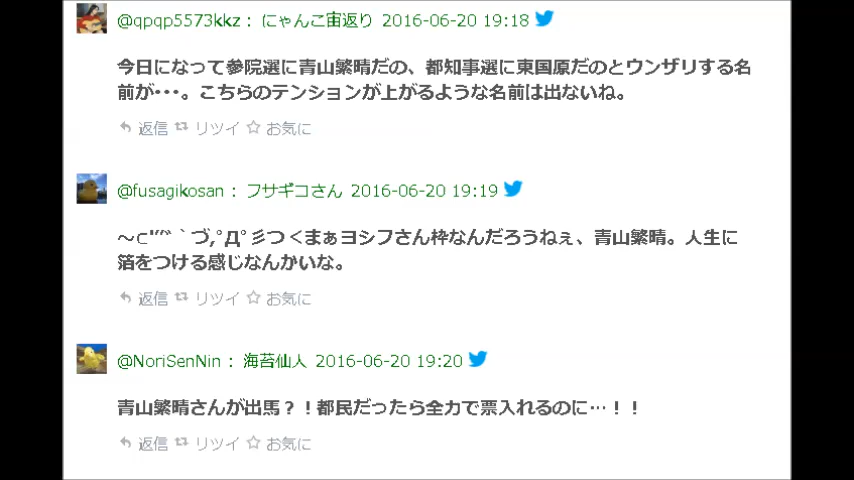 @qpqp5573kkz : にゃんこ宙返り 2016-06-20 19:18
今日になって参院選に青山繁晴だの、都知事選に東国原だのとウンザリする名
前が･･･。こちらのテンションが上がるような名前は出ないね。
返信 リツイ お気に
@fusagikosan : フサギコさん 2016-06-20 19:19
～⊂'"´｀づ,ﾟДﾟ彡つ＜まぁヨシフさん枠なんだろうねぇ、青山繁晴。人生に
箔をつける感じなんかいな。
返信 リツイ お気に
@NoriSenNin : 海苔仙人 2016-06-20 19:20
青山繁晴さんが出馬？！都民だったら全力で票入れるのに…！！
返信 リツイ お気に